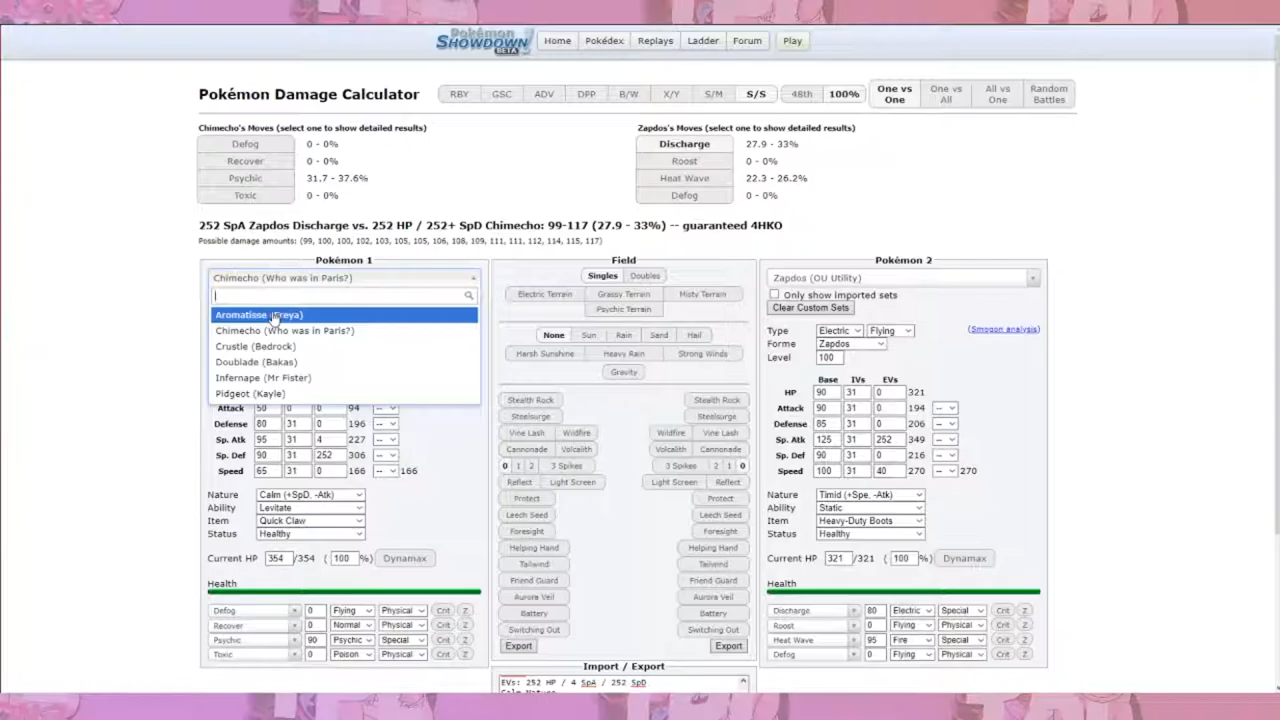 Pokémon
SHOWDOWN!
BETA
Home Pokédex Replays Ladder Forum Play
Pokémon Damage Calculator
RBY GSC ADV DPP B/W X/Y S/M S/S
48th 100%
One vs One
One vs All
All vs One
Random Battles
Chimecho's Moves (select one to show detailed results)
Defog 0 - 0%
Recover 0 - 0%
Psychic 31.7 - 37.6%
Toxic 0 - 0%
Zapdos's Moves (select one to show detailed results)
Discharge 27.9 - 33%
Roost 0 - 0%
Heat Wave 22.3 - 26.2%
Defog 0 - 0%
252 SpA Zapdos Discharge vs. 252 HP / 252+ SpD Chimecho: 99-117 (27.9 - 33%) -- guaranteed 4HKO
Possible damage amounts: (99, 100, 100, 102, 103, 105, 105, 106, 108, 109, 111, 111, 112, 114, 115, 117)
Pokémon 1
Chimecho (Who was in Paris?)
Aromatisse (Freya)
Chimecho (Who was in Paris?)
Crustle (Bedrock)
Doublade (Bakas)
Infernape (Mr Fister)
Pidgeot (Kayle)
Attack 50 0 0 94 --
Defense 80 31 0 196 --
Sp. Atk 95 31 4 227 --
Sp. Def 90 31 252 306 --
Speed 65 31 0 166 -- 166
Nature Calm (+SpD, -Atk)
Ability Levitate
Item Quick Claw
Status Healthy
Current HP 354 /354 ( 100 %) Dynamax
Health
Defog 0 Flying Physical Crit Z
Recover 0 Normal Physical Crit Z
Psychic 90 Psychic Special Crit Z
Toxic 0 Poison Physical Crit Z
Field
Singles Doubles
Electric Terrain Grassy Terrain Misty Terrain
Psychic Terrain
None Sun Rain Sand Hail
Harsh Sunshine Heavy Rain Strong Winds
Gravity
Stealth Rock Stealth Rock
Steelsurge Steelsurge
Vine Lash Wildfire Wildfire Vine Lash
Cannonade Volcalith Volcalith Cannonade
0 1 2 3 Spikes 3 Spikes 2 1 0
Reflect Light Screen Light Screen Reflect
Protect Protect
Leech Seed Leech Seed
Foresight Foresight
Helping Hand Helping Hand
Tailwind Tailwind
Friend Guard Friend Guard
Aurora Veil Aurora Veil
Battery Battery
Switching Out Switching Out
Export Export
Import / Export
EVs: 252 HP / 4 SpA / 252 SpD
Calm Nature
Pokémon 2
Zapdos (OU Utility)
Only show imported sets
Clear Custom Sets
Type Electric Flying (Smogon analysis)
Forme Zapdos
Level 100
Base IVs EVs
HP 90 31 0 321
Attack 90 31 0 194 --
Defense 85 31 0 206 --
Sp. Atk 125 31 252 349 --
Sp. Def 90 31 0 216 --
Speed 100 31 40 270 -- 270
Nature Timid (+Spe, -Atk)
Ability Static
Item Heavy-Duty Boots
Status Healthy
Current HP 321 /321 ( 100 %) Dynamax
Health
Discharge 80 Electric Special Crit Z
Roost 0 Flying Physical Crit Z
Heat Wave 95 Fire Special Crit Z
Defog 0 Flying Physical Crit Z